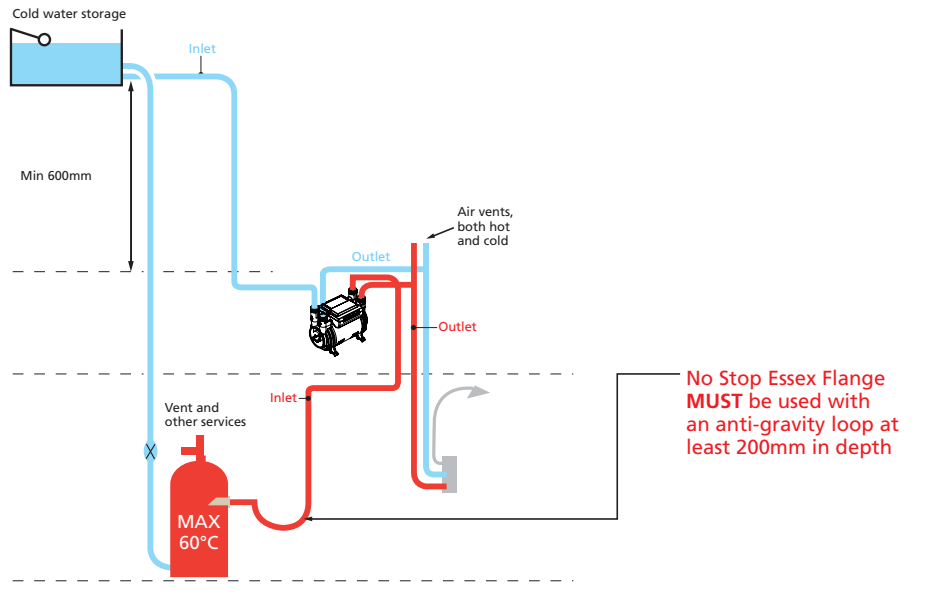 Cold water storage
Inlet
Min 600mm
Air vents,
both hot
and cold
Outlet
Outlet
Inlet
No Stop Essex Flange
MUST be used with
an anti-gravity loop at
least 200mm in depth
Vent and
other services
MAX
60°C